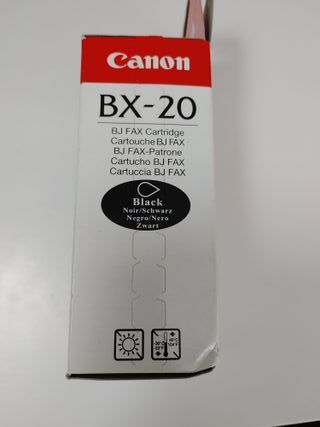 Canon
BX-20
BJ FAX Cartridge
Cartouche BJ FAX
BJ FAX-Patrone
Cartucho BJ FAX
Cartuccia BJ FAX
Black
Noir/Schwarz
Negro/Nero
Zwart